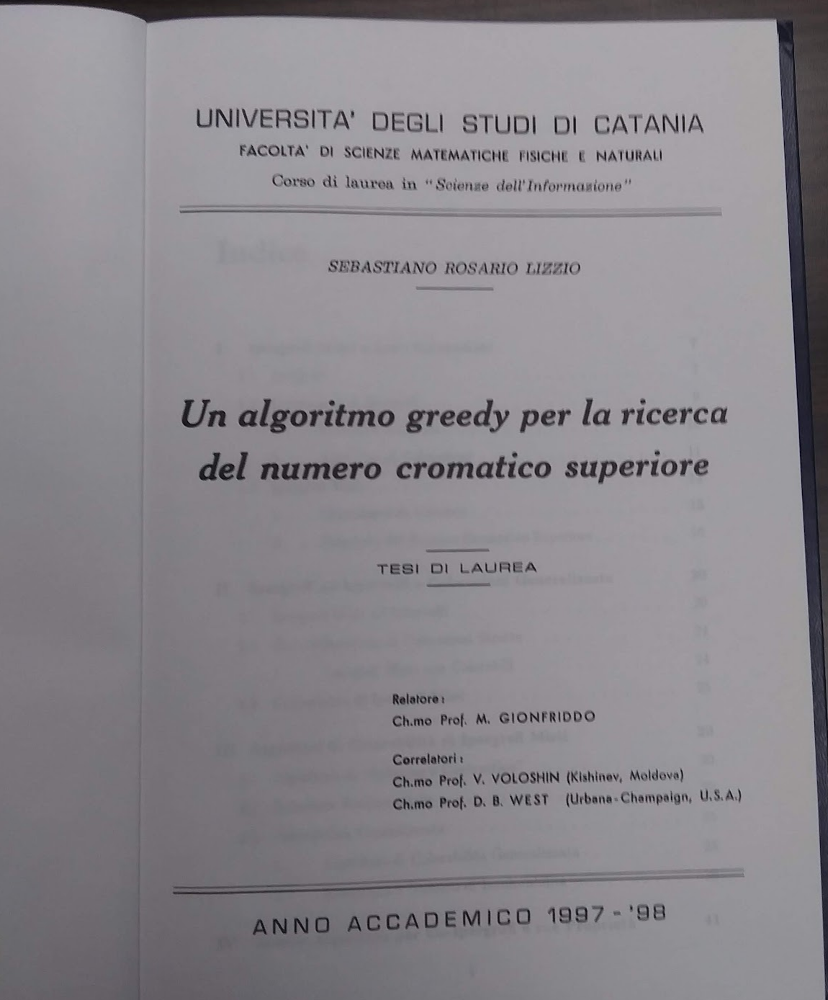 UNIVERSITA' DEGLI STUDI DI CATANIA
FACOLTA' DI SCIENZE MATEMATICHE FISICHE E NATURALI
Corso di laurea in "Scienze dell'Informazione"
SEBASTIANO ROSARIO LIZZIO
Un algoritmo greedy per la ricerca
del numero cromatico superiore
TESI DI LAUREA
Relatore:
Ch.mo Prof. M. GIONFRIDDO
Correlatori:
Ch.mo Prof. V. VOLOSHIN (Kishinev, Moldova)
Ch.mo Prof. D. B. WEST (Urbana-Champaign, U.S.A.)
ANNO ACCADEMICO 1997-'98